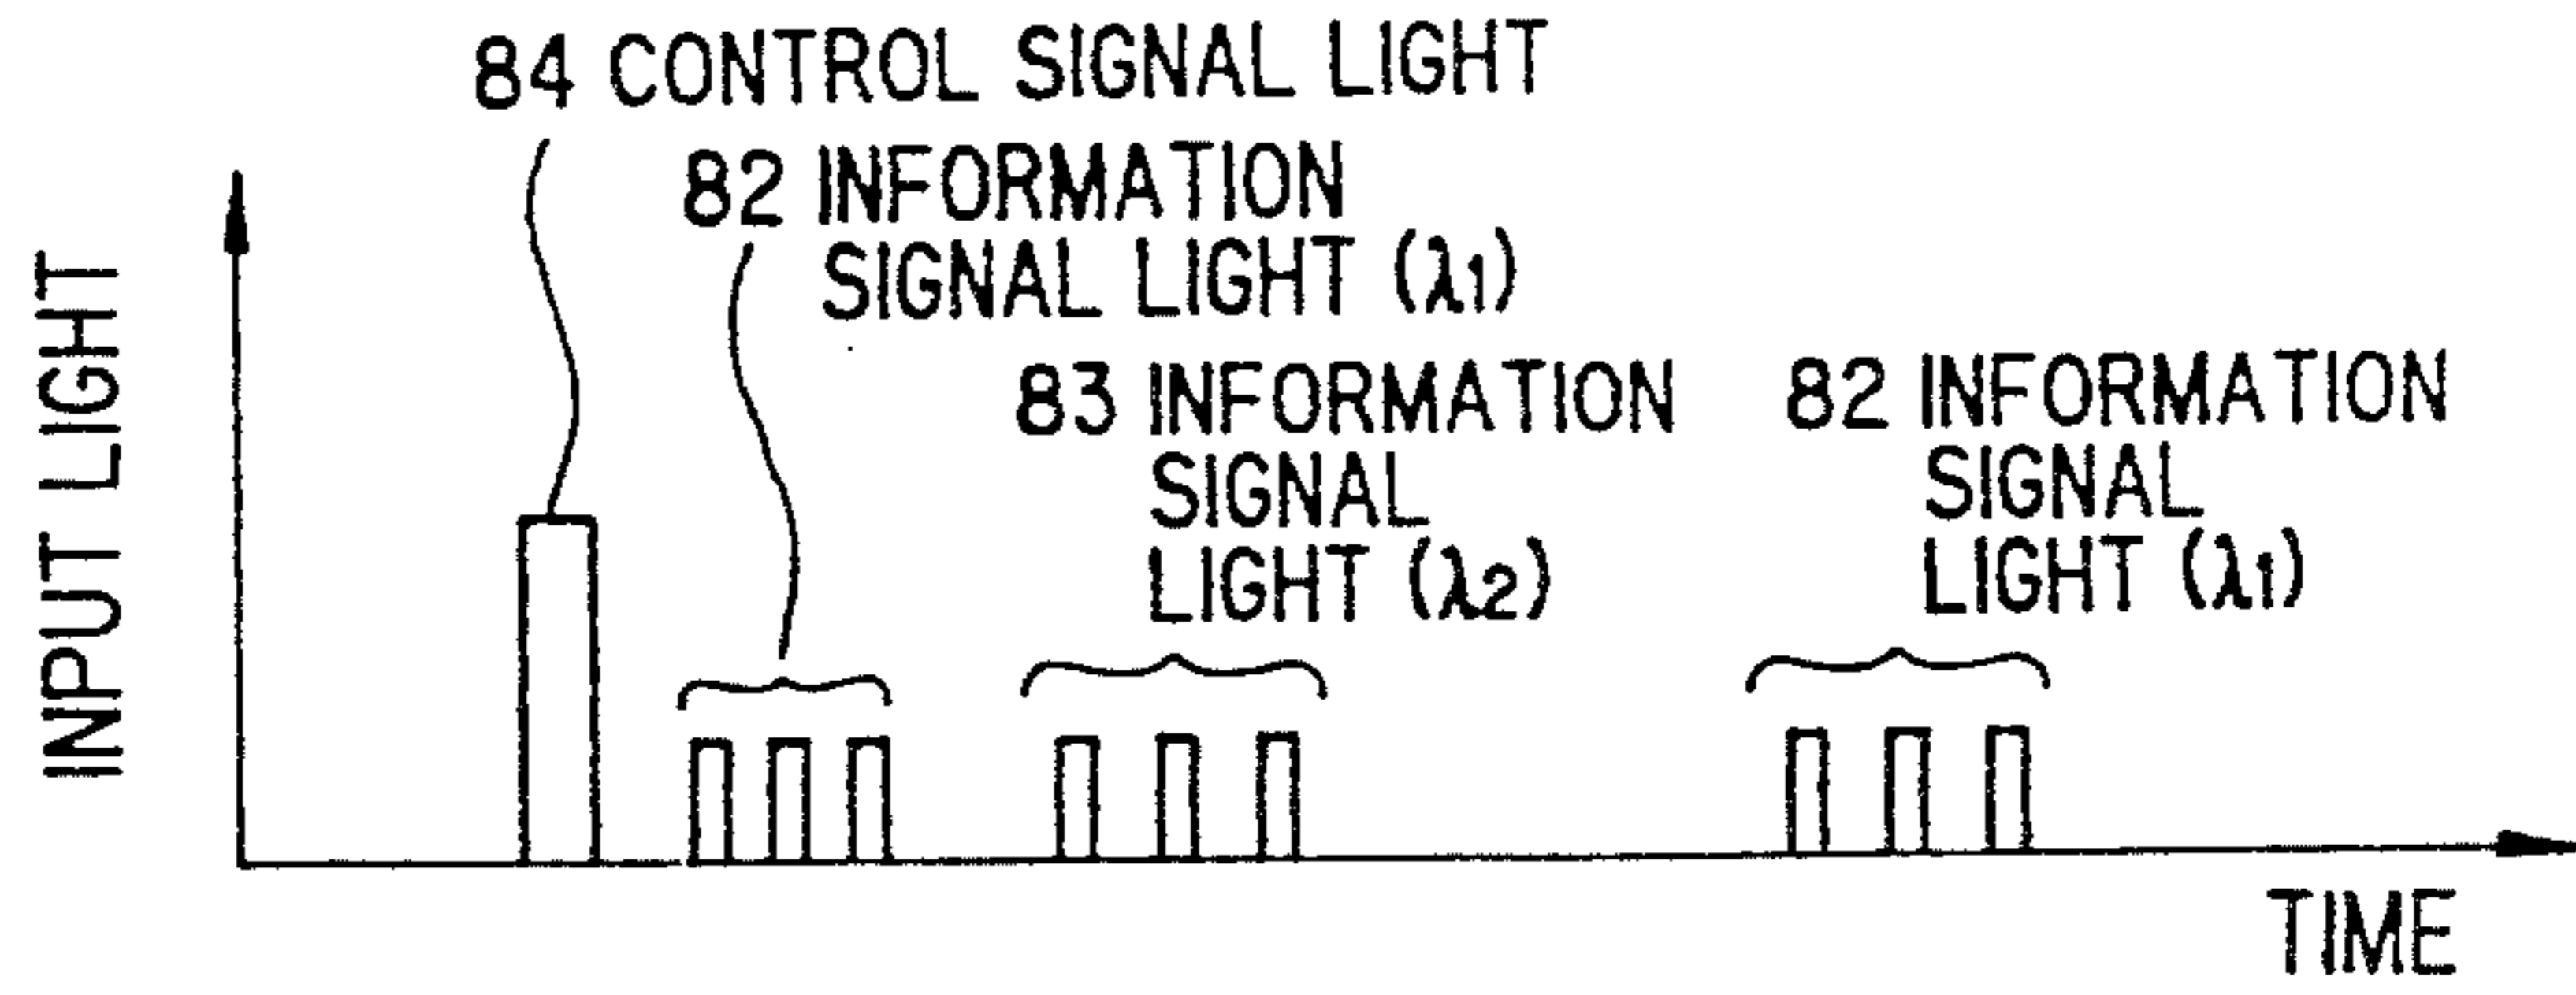 84 CONTROL SIGNAL LIGHT
82 INFORMATION
SIGNAL LIGHT (λ1)
83 INFORMATION
SIGNAL
LIGHT (λ2)
82 INFORMATION
SIGNAL
LIGHT (λ1)
INPUT LIGHT
TIME